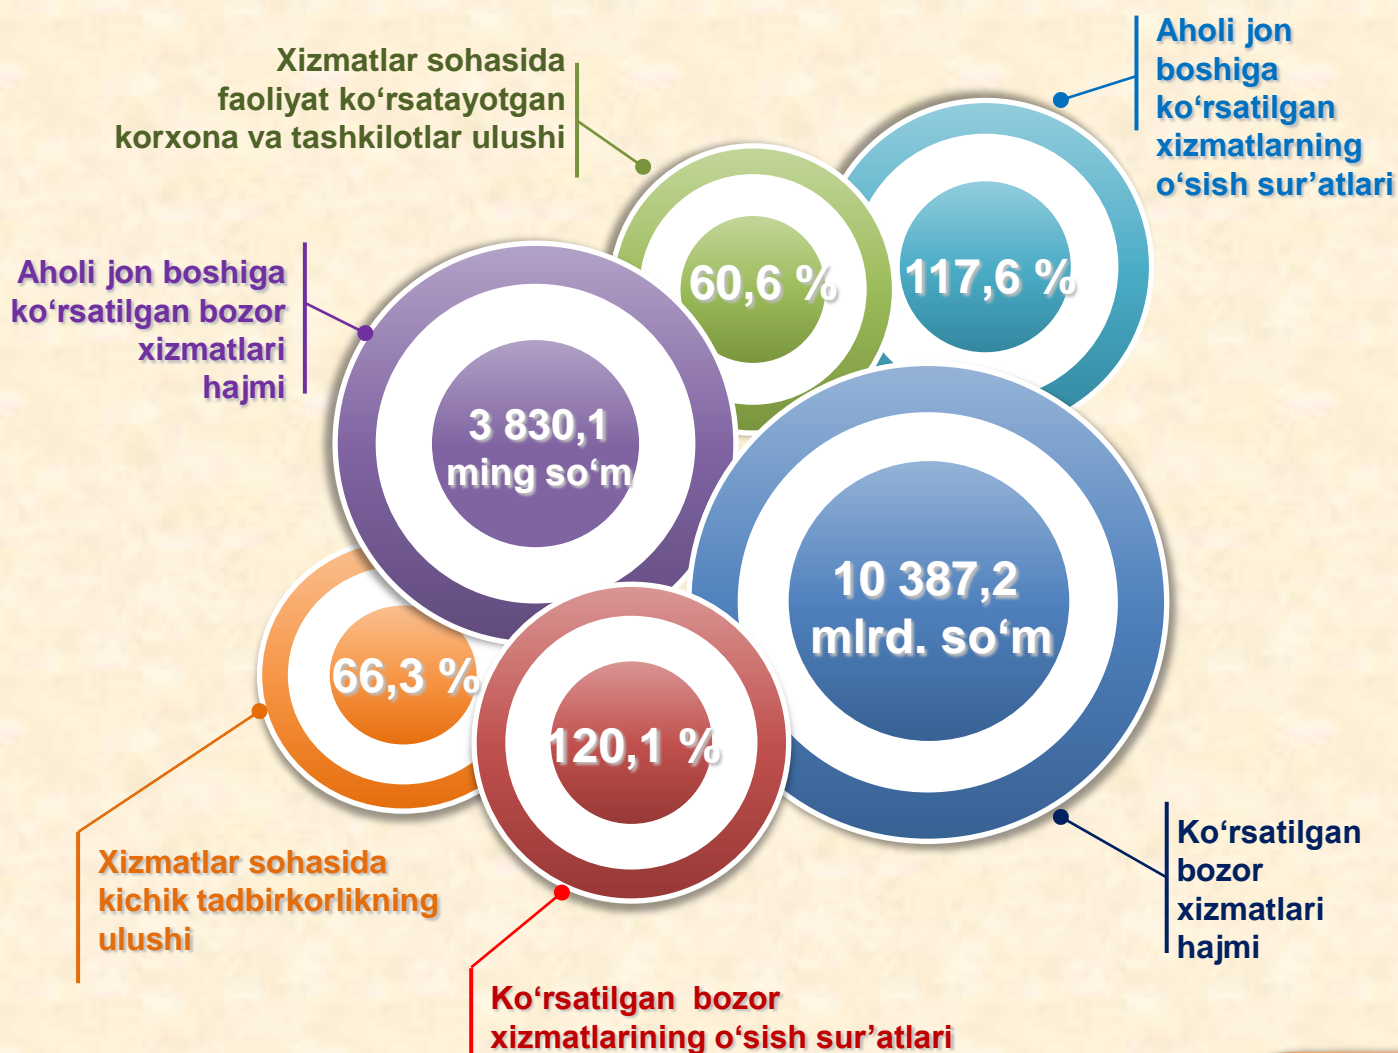 Xizmatlar sohasida
faoliyat ko‘rsatayotgan
korxona va tashkilotlar ulushi
Aholi jon
boshiga
ko‘rsatilgan
xizmatlarning
o‘sish sur’atlari
Aholi jon boshiga
ko‘rsatilgan bozor
xizmatlari
hajmi
60,6 %
117,6 %
3 830,1
ming so‘m
10 387,2
mlrd. so‘m
66,3 %
120,1 %
Xizmatlar sohasida
kichik tadbirkorlikning
ulushi
Ko‘rsatilgan
bozor
xizmatlari
hajmi
Ko‘rsatilgan bozor
xizmatlarining o‘sish sur’atlari